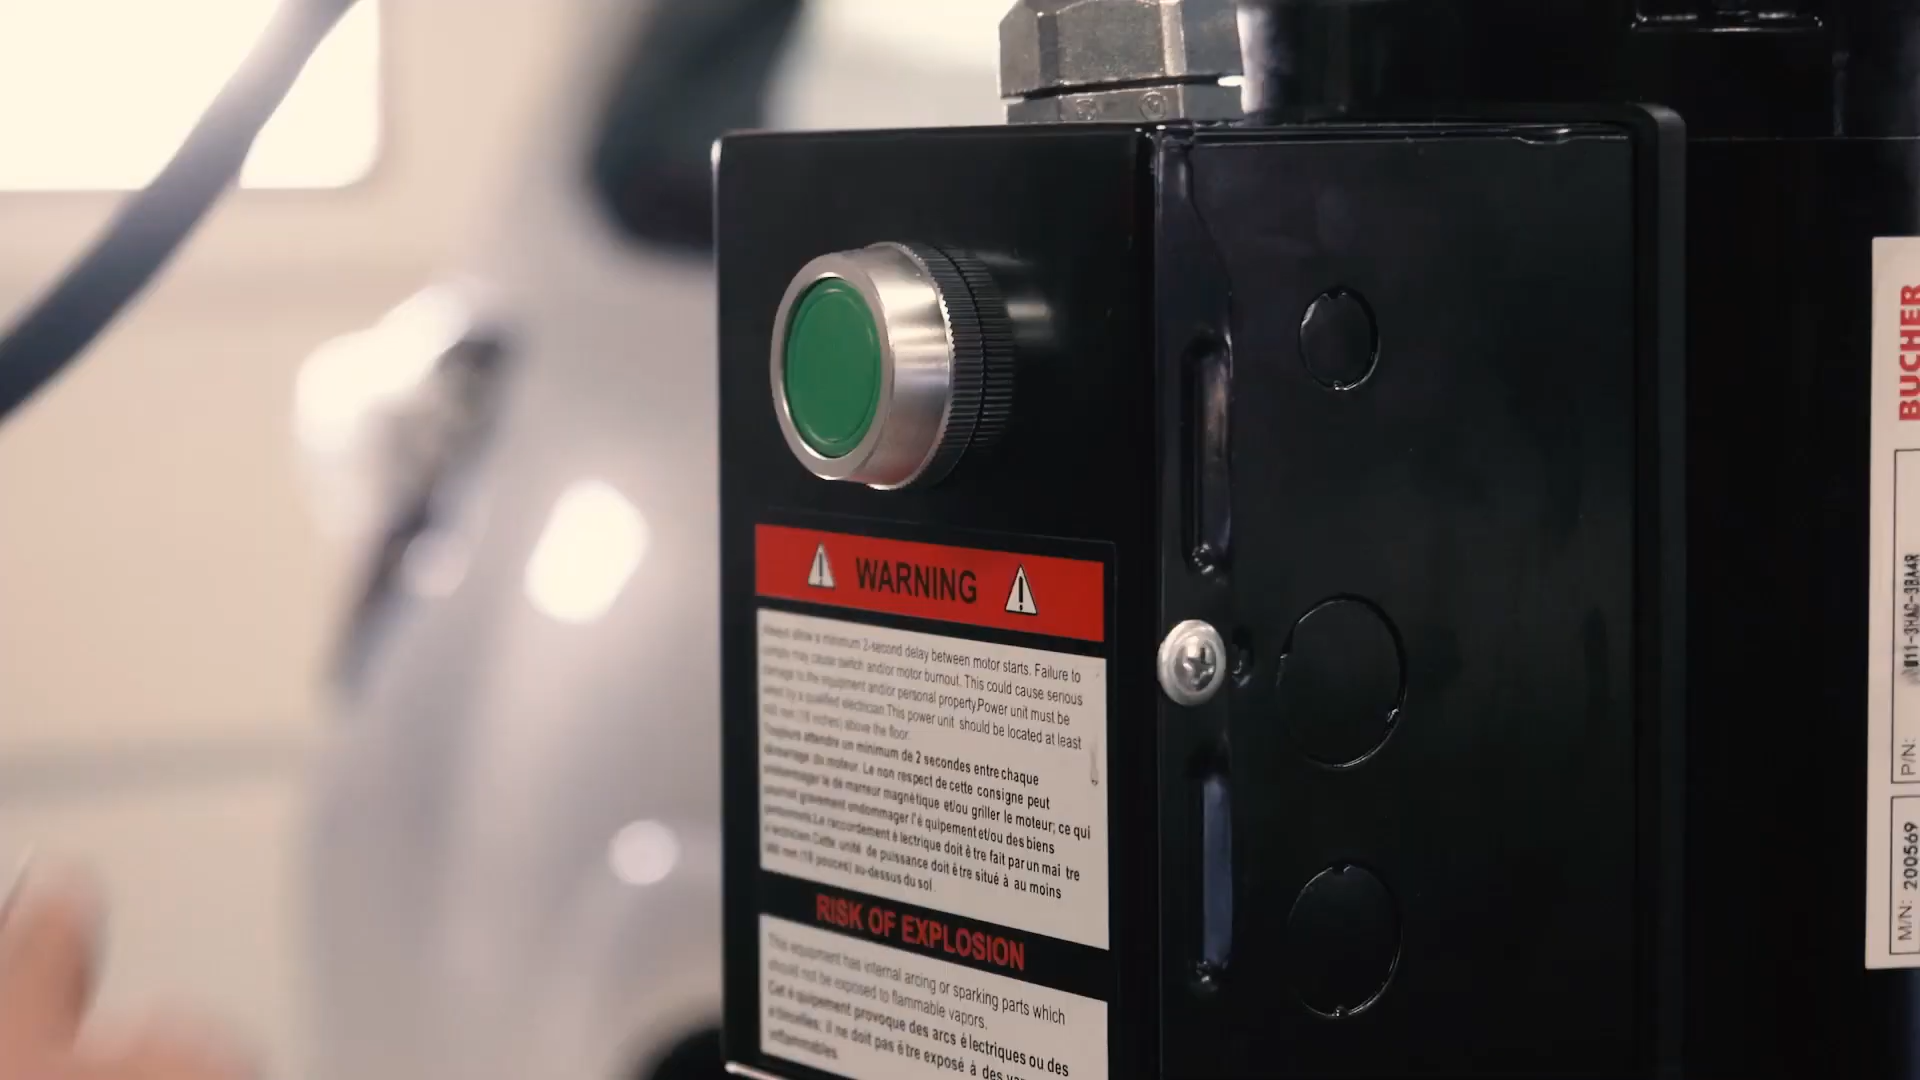 WARNING
Always allow a minimum 2-second delay between motor starts. Failure to
comply may cause switch and/or motor burnout. This could cause serious
damage to the equipment and/or personal property.Power unit must be
wired by a qualified electrician.This power unit should be located at least
460 mm (18 inches) above the floor.
Toujours attendre un minimum de 2 secondes entre chaque
démarrage du moteur. Le non respect de cette consigne peut
endommager le dé marreur magnétique et/ou griller le moteur; ce qui
pourrait gravement endommager l'é quipement et/ou des biens
personnels.Le raccordement é lectrique doit ê tre fait par un maî tre
é lectricien.Cette unité de puissance doit ê tre situé à au moins
460 mm (18 pouces) au-dessus du sol.
RISK OF EXPLOSION
This equipment has internal arcing or sparking parts which
should not be exposed to flammable vapors.
Cet é quipement provoque des arcs é lectriques ou des
é tincelles; il ne doit pas ê tre exposé à des
inflammables.
BUCHER
P/N:
M/N: 200569